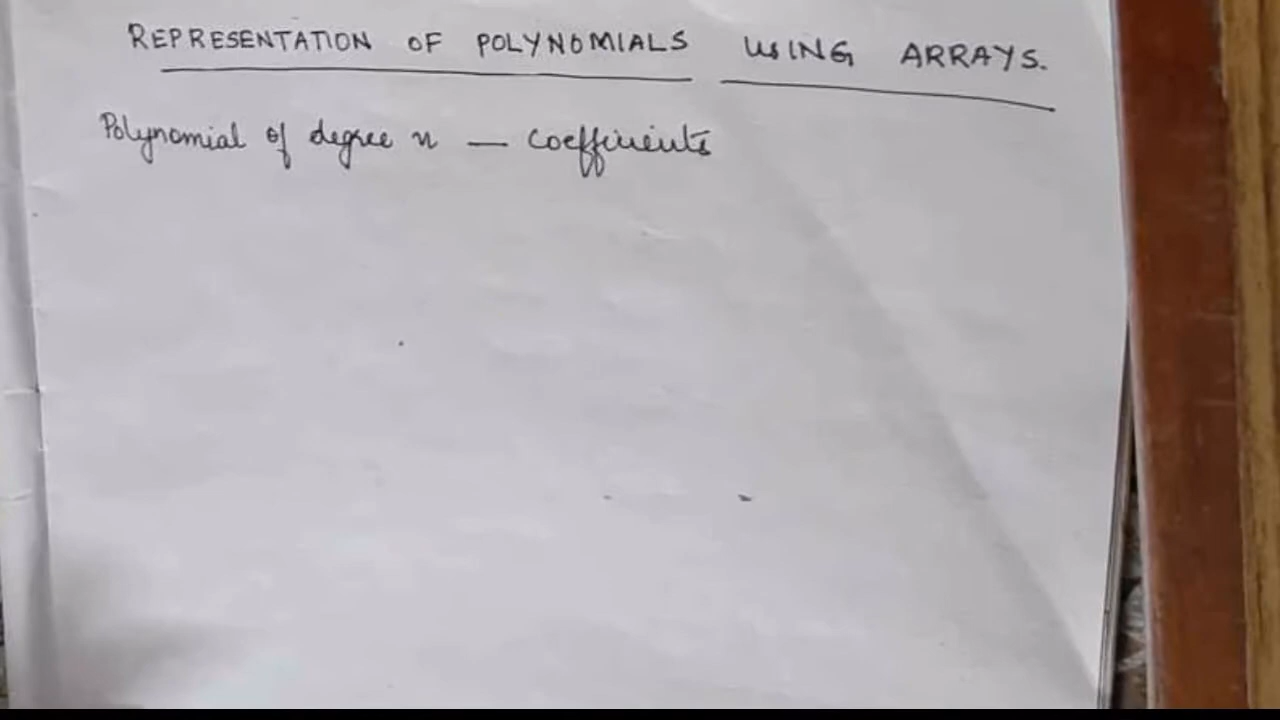 REPRESENTATION OF POLYNOMIALS USING ARRAYS.
Polynomial of degree n — coefficients